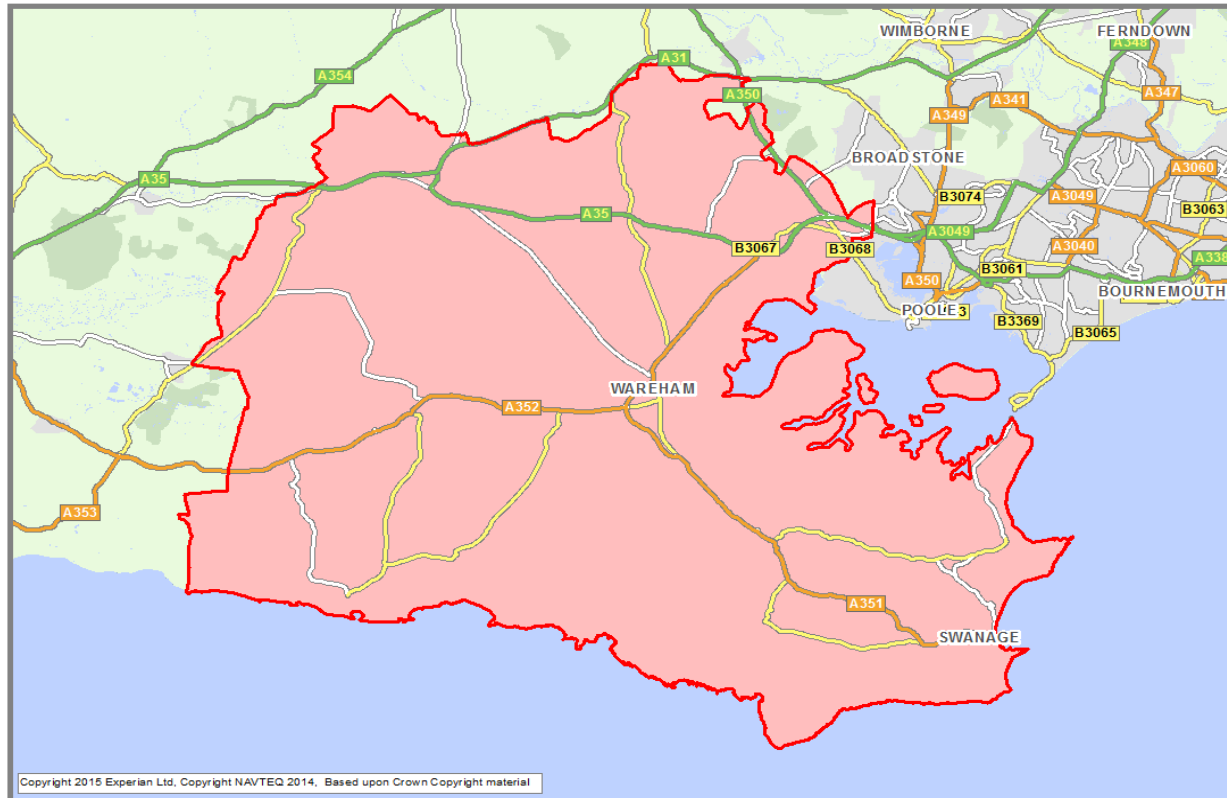 WIMBORNE
FERNDOWN
A348
A31
A354
A350
A347
A341
A349
BROADSTONE
A35
A3060
B3074
A3049
B3063
A35
A3049
A3040
B3067
B3068
A338
B3061
A350
BOURNEMOUTH
POOLE
3
B3369
B3065
WAREHAM
A352
A353
A351
SWANAGE
Copyright 2015 Experian Ltd, Copyright NAVTEQ 2014, Based upon Crown Copyright material